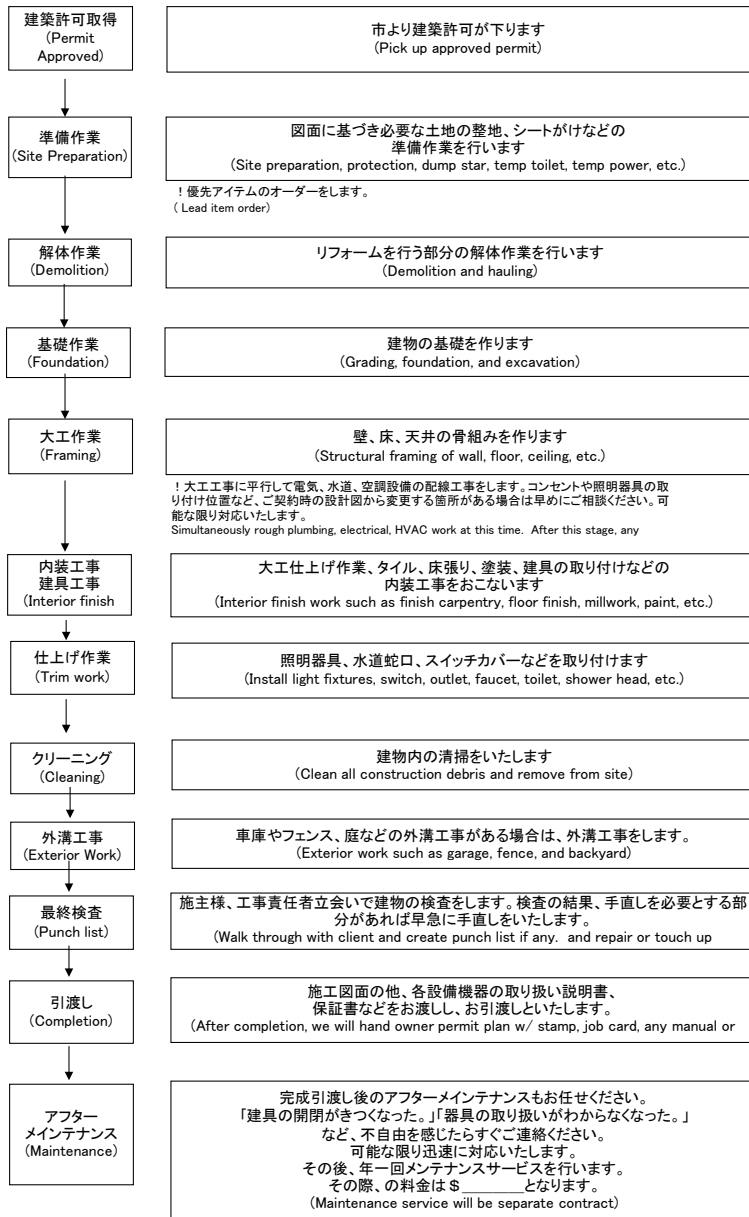 建築許可取得
(Permit
Approved)
市より建築許可が下ります
(Pick up approved permit)
準備作業
(Site Preparation)
図面に基づき必要な土地の整地、シートがけなどの
準備作業を行います
(Site preparation, protection, dump star, temp toilet, temp power, etc.)
！優先アイテムのオーダーをします。
( Lead item order)
解体作業
(Demolition)
リフォームを行う部分の解体作業を行います
(Demolition and hauling)
基礎作業
(Foundation)
建物の基礎を作ります
(Grading, foundation, and excavation)
大工作業
(Framing)
壁、床、天井の骨組みを作ります
(Structural framing of wall, floor, ceiling, etc.)
！大工工事に平行して電気、水道、空調設備の配線工事をします。コンセントや照明器具の取
り付け位置など、ご契約時の設計図から変更する箇所がある場合は早めにご相談ください。可
能な限り対応いたします。
Simultaneously rough plumbing, electrical, HVAC work at this time. After this stage, any
内装工事
建具工事
(Interior finish
大工仕上げ作業、タイル、床張り、塗装、建具の取り付けなどの
内装工事をおこないます
(Interior finish work such as finish carpentry, floor finish, millwork, paint, etc.)
仕上げ作業
(Trim work)
照明器具、水道蛇口、スイッチカバーなどを取り付けます
(Install light fixtures, switch, outlet, faucet, toilet, shower head, etc.)
クリーニング
(Cleaning)
建物内の清掃をいたします
(Clean all construction debris and remove from site)
外溝工事
(Exterior Work)
車庫やフェンス、庭などの外溝工事がある場合は、外溝工事をします。
(Exterior work such as garage, fence, and backyard)
最終検査
(Punch list)
施主様、工事責任者立会いで建物の検査をします。検査の結果、手直しを必要とする部
分があれば早急に手直しをいたします。
(Walk through with client and create punch list if any. and repair or touch up
引渡し
(Completion)
施工図面の他、各設備機器の取り扱い説明書、
保証書などをお渡しし、お引渡しといたします。
(After completion, we will hand owner permit plan w/ stamp, job card, any manual or
アフター
メインテナンス
(Maintenance)
完成引渡し後のアフターメインテナンスもお任せください。
「建具の開閉がきつくなった。」「器具の取り扱いがわからなくなった。」
など、不自由を感じたらすぐご連絡ください。
可能な限り迅速に対応いたします。
その後、年一回メンテナンスサービスを行います。
その際、の料金は＄________となります。
(Maintenance service will be separate contract)